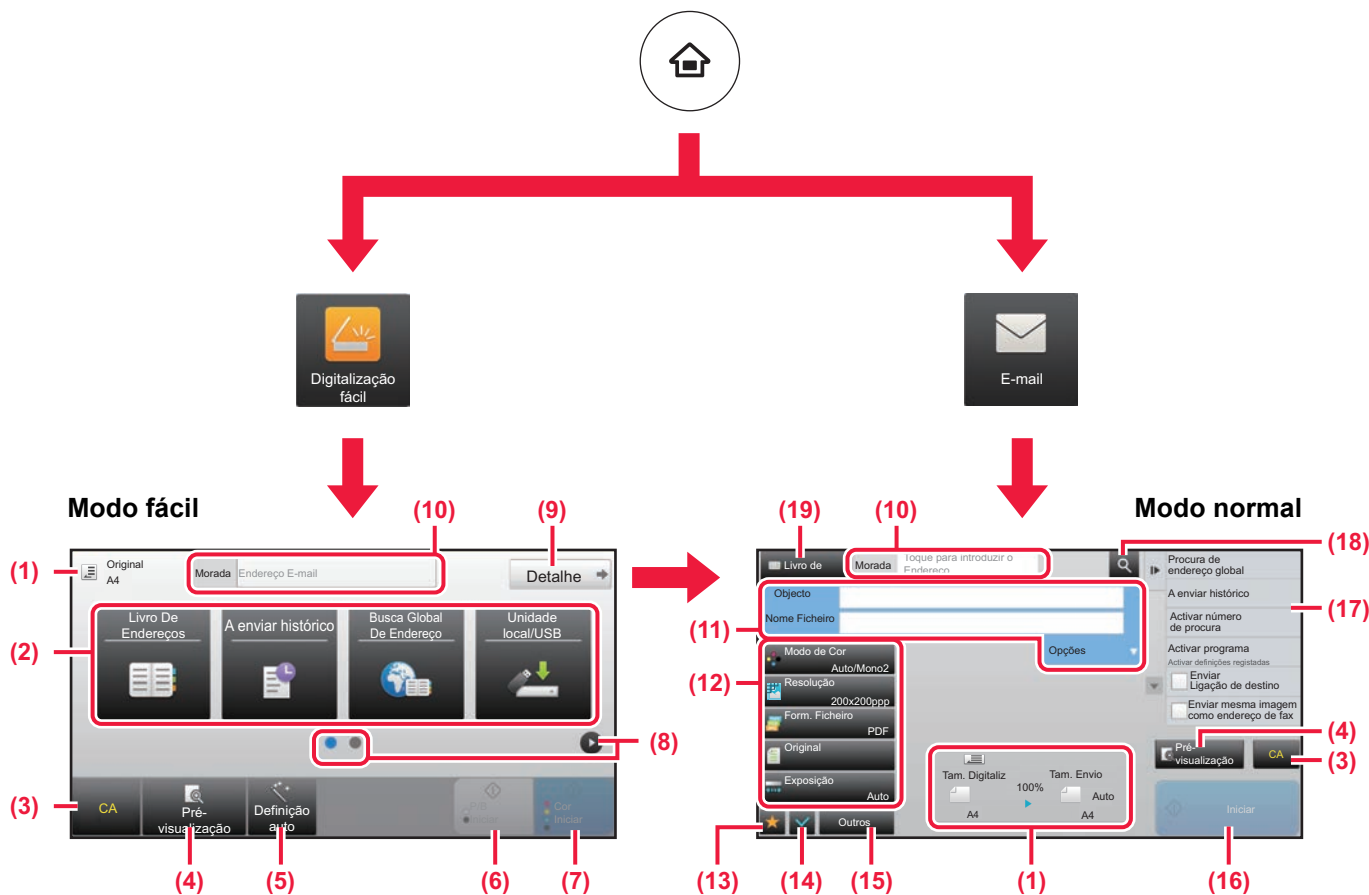 Digitalização
fácil
E-mail
Modo fácil
(10)
(9)
(1)
Original
A4
Morada
Endereço E-mail
Detalhe
(2)
Livro De
Endereços
A enviar histórico
Busca Global
De Endereço
Unidade
local/USB
(8)
(3)
CA
Pré-
visualização
Definição
auto
P/B
Iniciar
Cor
Iniciar
(4)
(5)
(6)
(7)
Modo normal
(19)
(10)
(18)
Livro de
Morada
Toque para introduzir o
Endereço
Procura de
endereço global
A enviar histórico
(17)
Activar número
de procura
Activar programa
Activar definições registadas
Enviar
Ligação de destino
Enviar mesma imagem
como endereço de fax
(11)
Objecto
Nome Ficheiro
Opções
(12)
Modo de Cor
Auto/Mono2
Resolução
200x200ppp
Form. Ficheiro
PDF
Original
Exposição
Auto
Tam. Digitaliz
100%
Tam. Envio
Auto
A4
A4
Pré-
visualização
(4)
CA
(3)
Outros
Iniciar
(13)
(14)
(15)
(1)
(16)